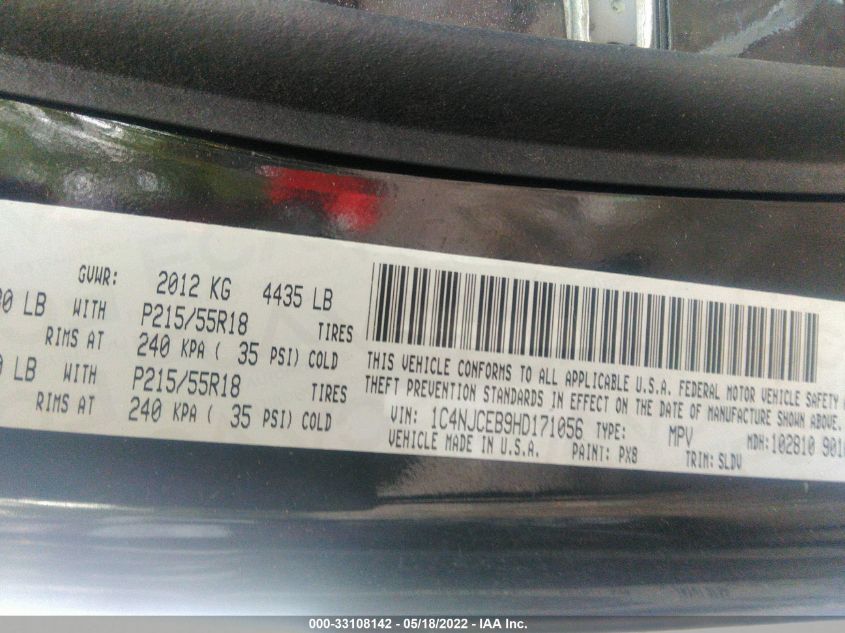 GVWR: 2012 KG 4435 LB
LB WITH P215/55R18 TIRES
RIMS AT 240 KPA ( 35 PSI) COLD
LB WITH P215/55R18 TIRES
RIMS AT 240 KPA ( 35 PSI) COLD
THIS VEHICLE CONFORMS TO ALL APPLICABLE U.S.A. FEDERAL MOTOR VEHICLE SAFETY
THEFT PREVENTION STANDARDS IN EFFECT ON THE DATE OF MANUFACTURE SHOWN ABOVE.
VIN: 1C4NJCEB9HD171056 TYPE: MPV MDH: 102810
VEHICLE MADE IN U.S.A. PAINT: PX8 TRIM: SLDV
000-33108142 - 05/18/2022 - IAA Inc.